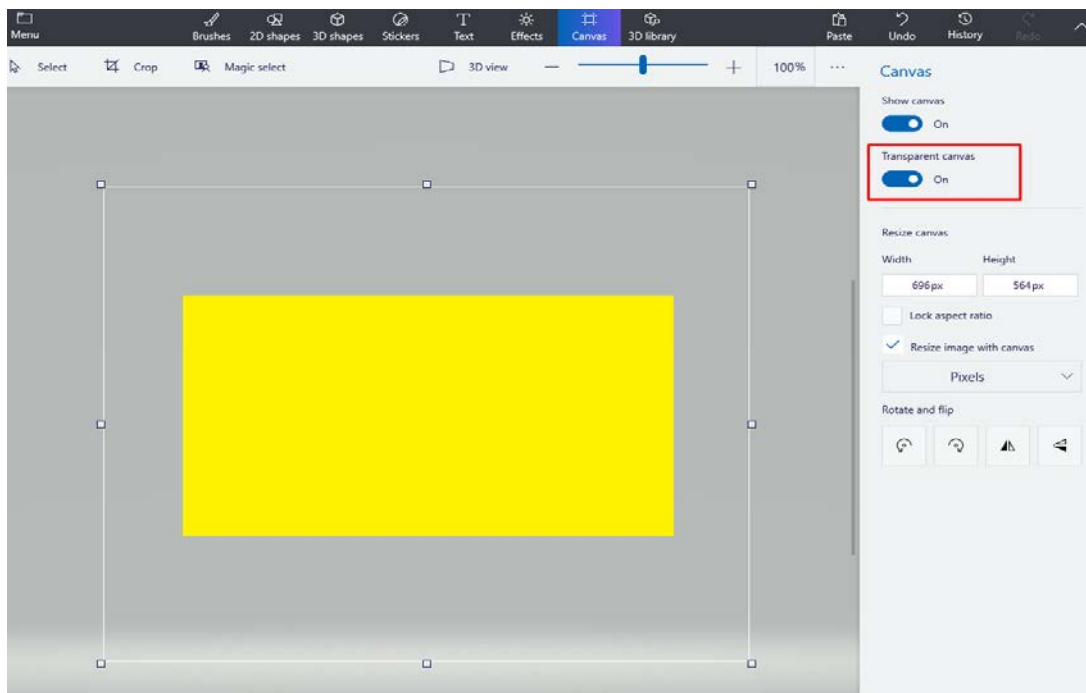 Menu
Brushes 2D shapes 3D shapes Stickers Text Effects Canvas 3D library
Paste Undo History Redo
Select Crop Magic select 3D view 100%
Canvas
Show canvas
On
Transparent canvas
On
Resize canvas
Width Height
696px 564px
Lock aspect ratio
Resize image with canvas
Pixels
Rotate and flip